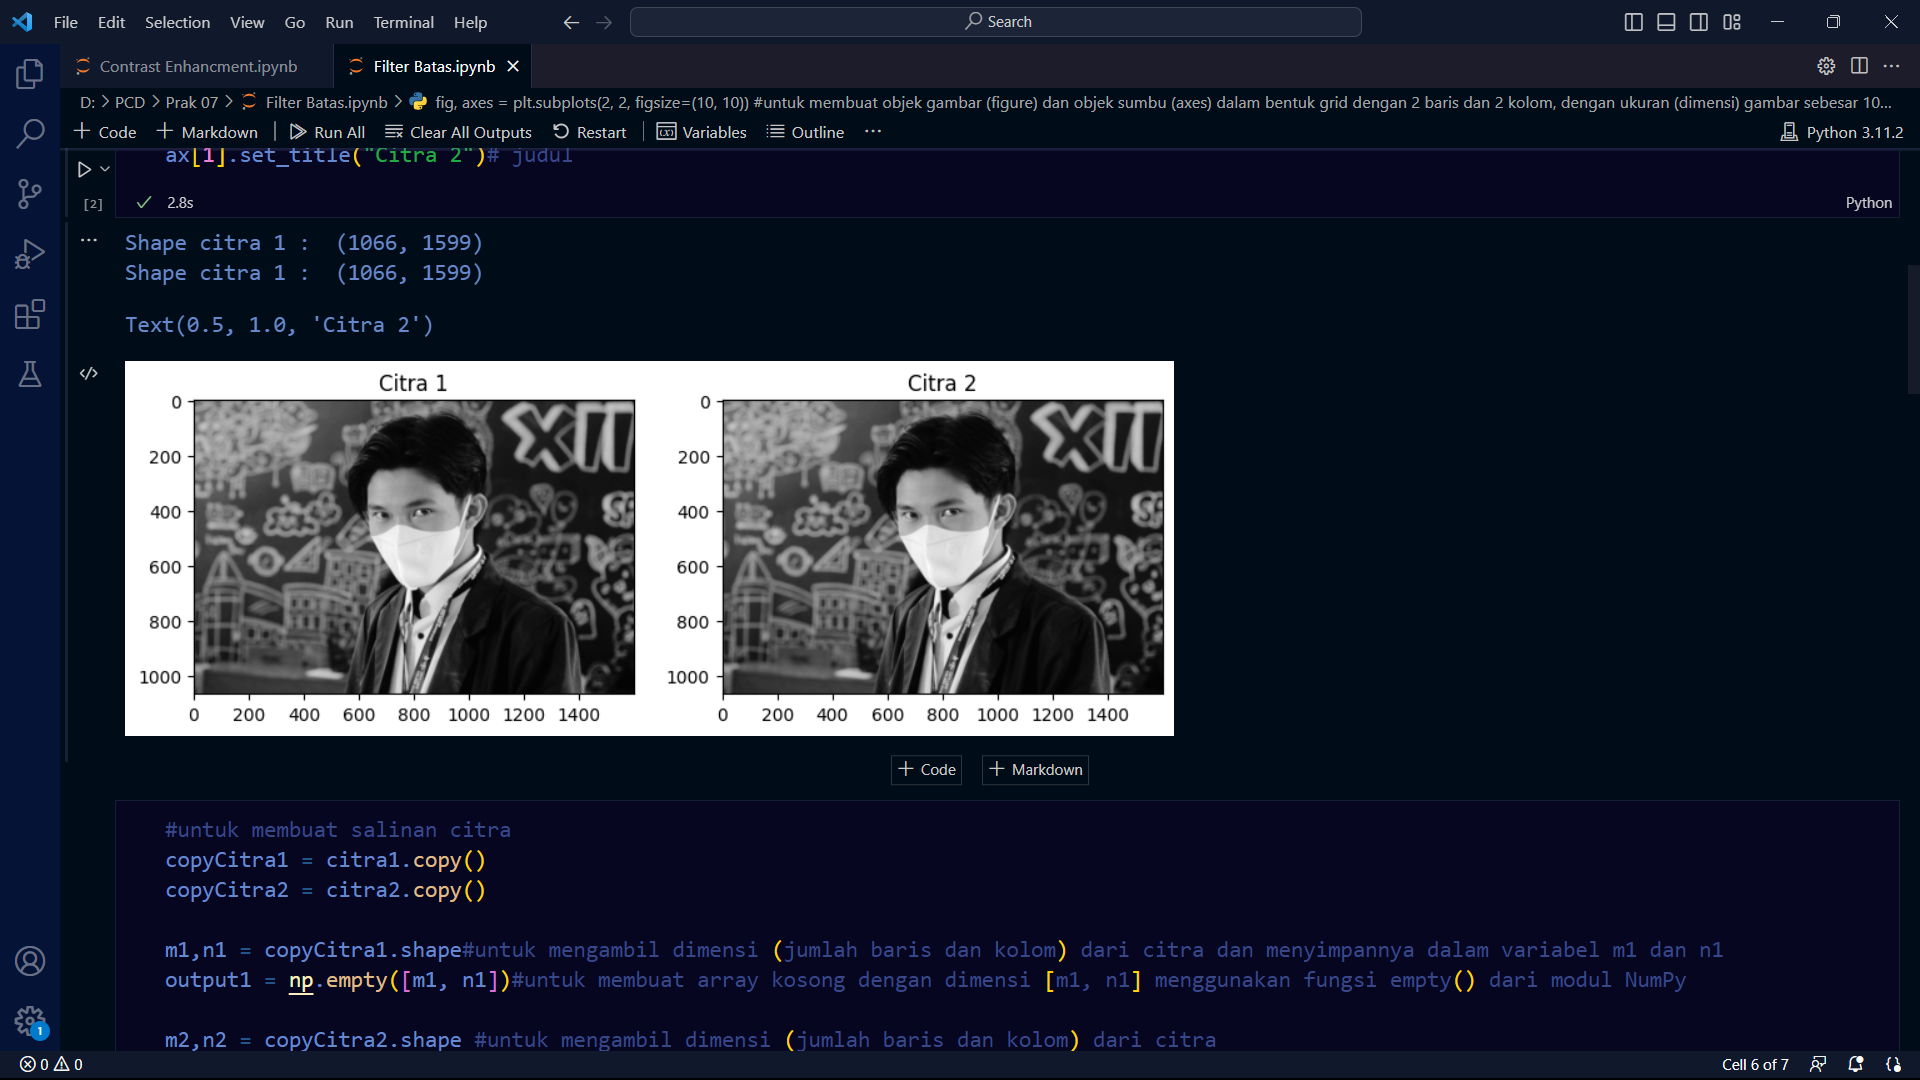 File Edit Selection View Go Run Terminal Help Search
Contrast Enhancment.ipynb Filter Batas.ipynb
D: > PCD > Prak 07 > Filter Batas.ipynb > fig, axes = plt.subplots(2, 2, figsize=(10, 10)) #untuk membuat objek gambar (figure) dan objek sumbu (axes) dalam bentuk grid dengan 2 baris dan 2 kolom, dengan ukuran (dimensi) gambar sebesar 10...
+ Code + Markdown Run All Clear All Outputs Restart Variables Outline ... Python 3.11.2
ax[1].set_title("Citra 2")# judul
[2] 2.8s Python
Shape citra 1 :  (1066, 1599)
Shape citra 1 :  (1066, 1599)
Text(0.5, 1.0, 'Citra 2')
Citra 1 Citra 2
0 0
200 200
400 400
600 600
800 800
1000 1000
0 200 400 600 800 1000 1200 1400 0 200 400 600 800 1000 1200 1400
XII XII
+ Code + Markdown
#untuk membuat salinan citra
copyCitra1 = citra1.copy()
copyCitra2 = citra2.copy()
m1,n1 = copyCitra1.shape#untuk mengambil dimensi (jumlah baris dan kolom) dari citra dan menyimpannya dalam variabel m1 dan n1
output1 = np.empty([m1, n1])#untuk membuat array kosong dengan dimensi [m1, n1] menggunakan fungsi empty() dari modul NumPy
m2,n2 = copyCitra2.shape #untuk mengambil dimensi (jumlah baris dan kolom) dari citra
1
0 0 Cell 6 of 7